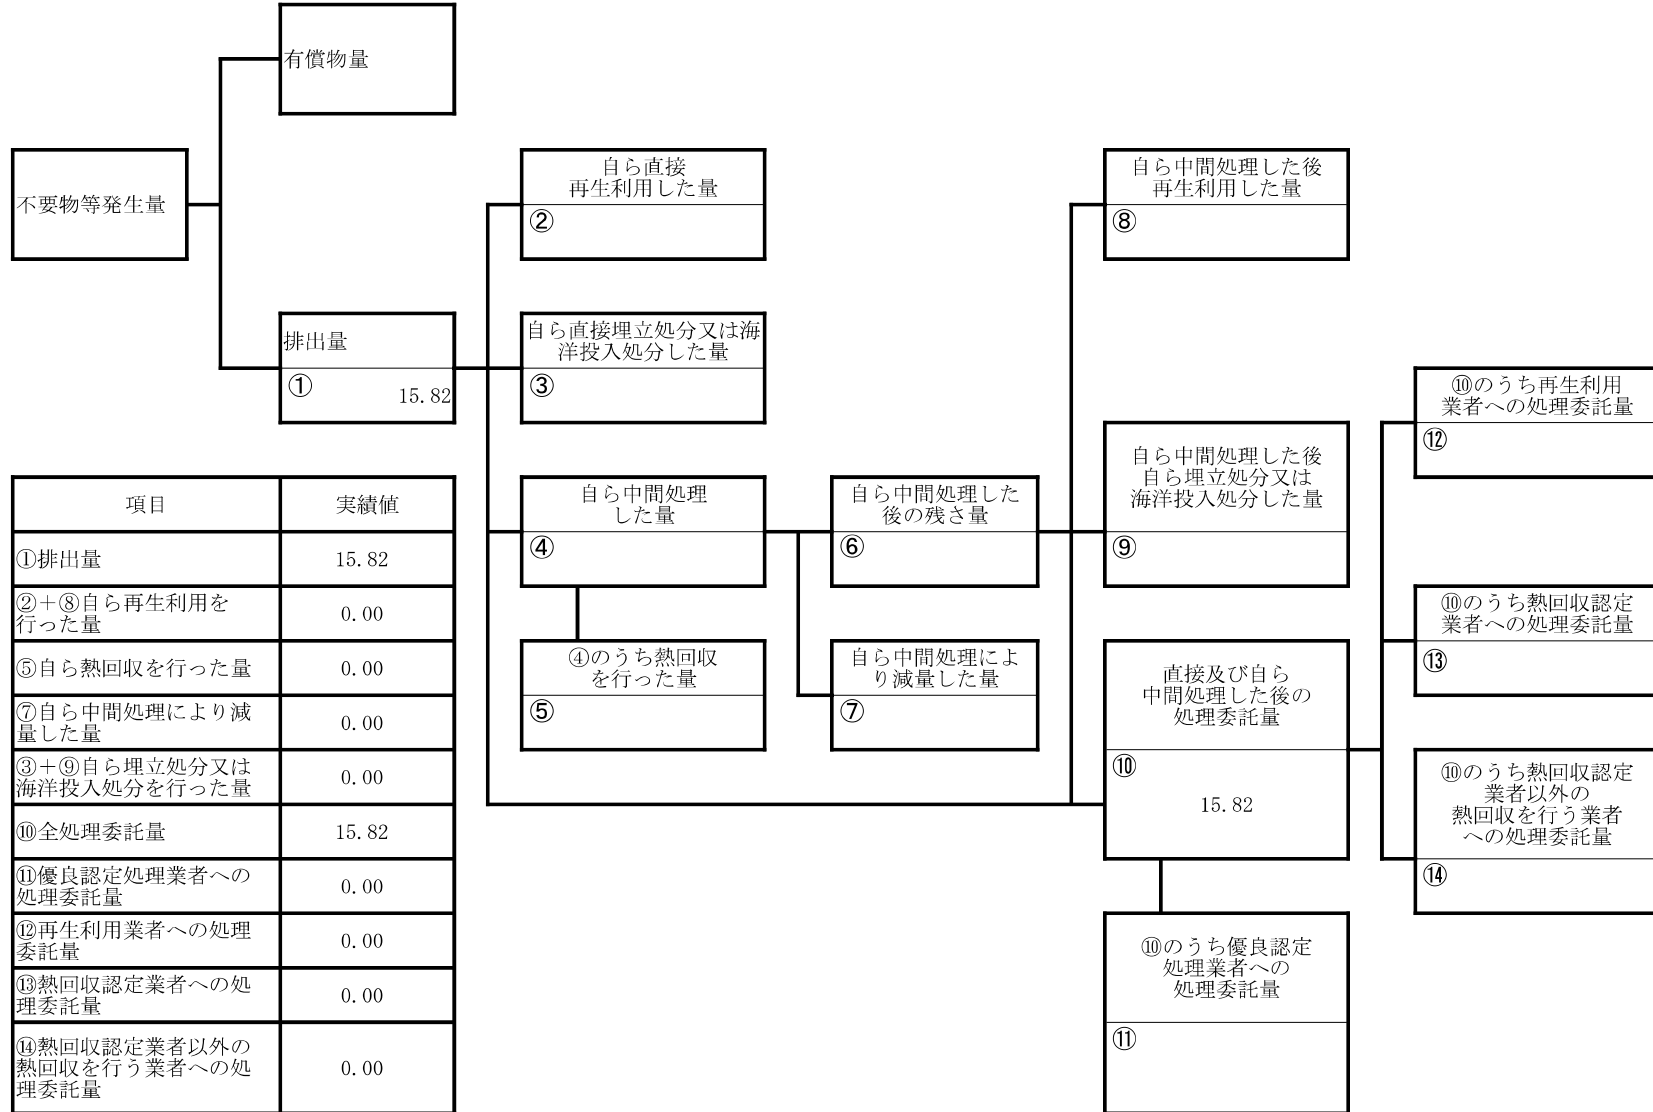 有償物量
不要物等発生量
自ら直接
再生利用した量
②
自ら中間処理した後
再生利用した量
⑧
排出量
①
15.82
自ら直接埋立処分又は海
洋投入処分した量
③
⑩のうち再生利用
業者への処理委託量
⑫
自ら中間処理
した量
④
自ら中間処理した
後の残さ量
⑥
自ら中間処理した後
自ら埋立処分又は
海洋投入処分した量
⑨
④のうち熱回収
を行った量
⑤
自ら中間処理によ
り減量した量
⑦
直接及び自ら
中間処理した後の
処理委託量
⑩
15.82
⑩のうち熱回収認定
業者への処理委託量
⑬
⑩のうち熱回収認定
業者以外の
熱回収を行う業者
への処理委託量
⑭
⑩のうち優良認定
処理業者への
処理委託量
⑪
項目 実績値
①排出量 15.82
②＋⑧自ら再生利用を
行った量 0.00
⑤自ら熱回収を行った量 0.00
⑦自ら中間処理により減
量した量 0.00
③＋⑨自ら埋立処分又は
海洋投入処分を行った量 0.00
⑩全処理委託量 15.82
⑪優良認定処理業者への
処理委託量 0.00
⑫再生利用業者への処理
委託量 0.00
⑬熱回収認定業者への処
理委託量 0.00
⑭熱回収認定業者以外の
熱回収を行う業者への処
理委託量 0.00